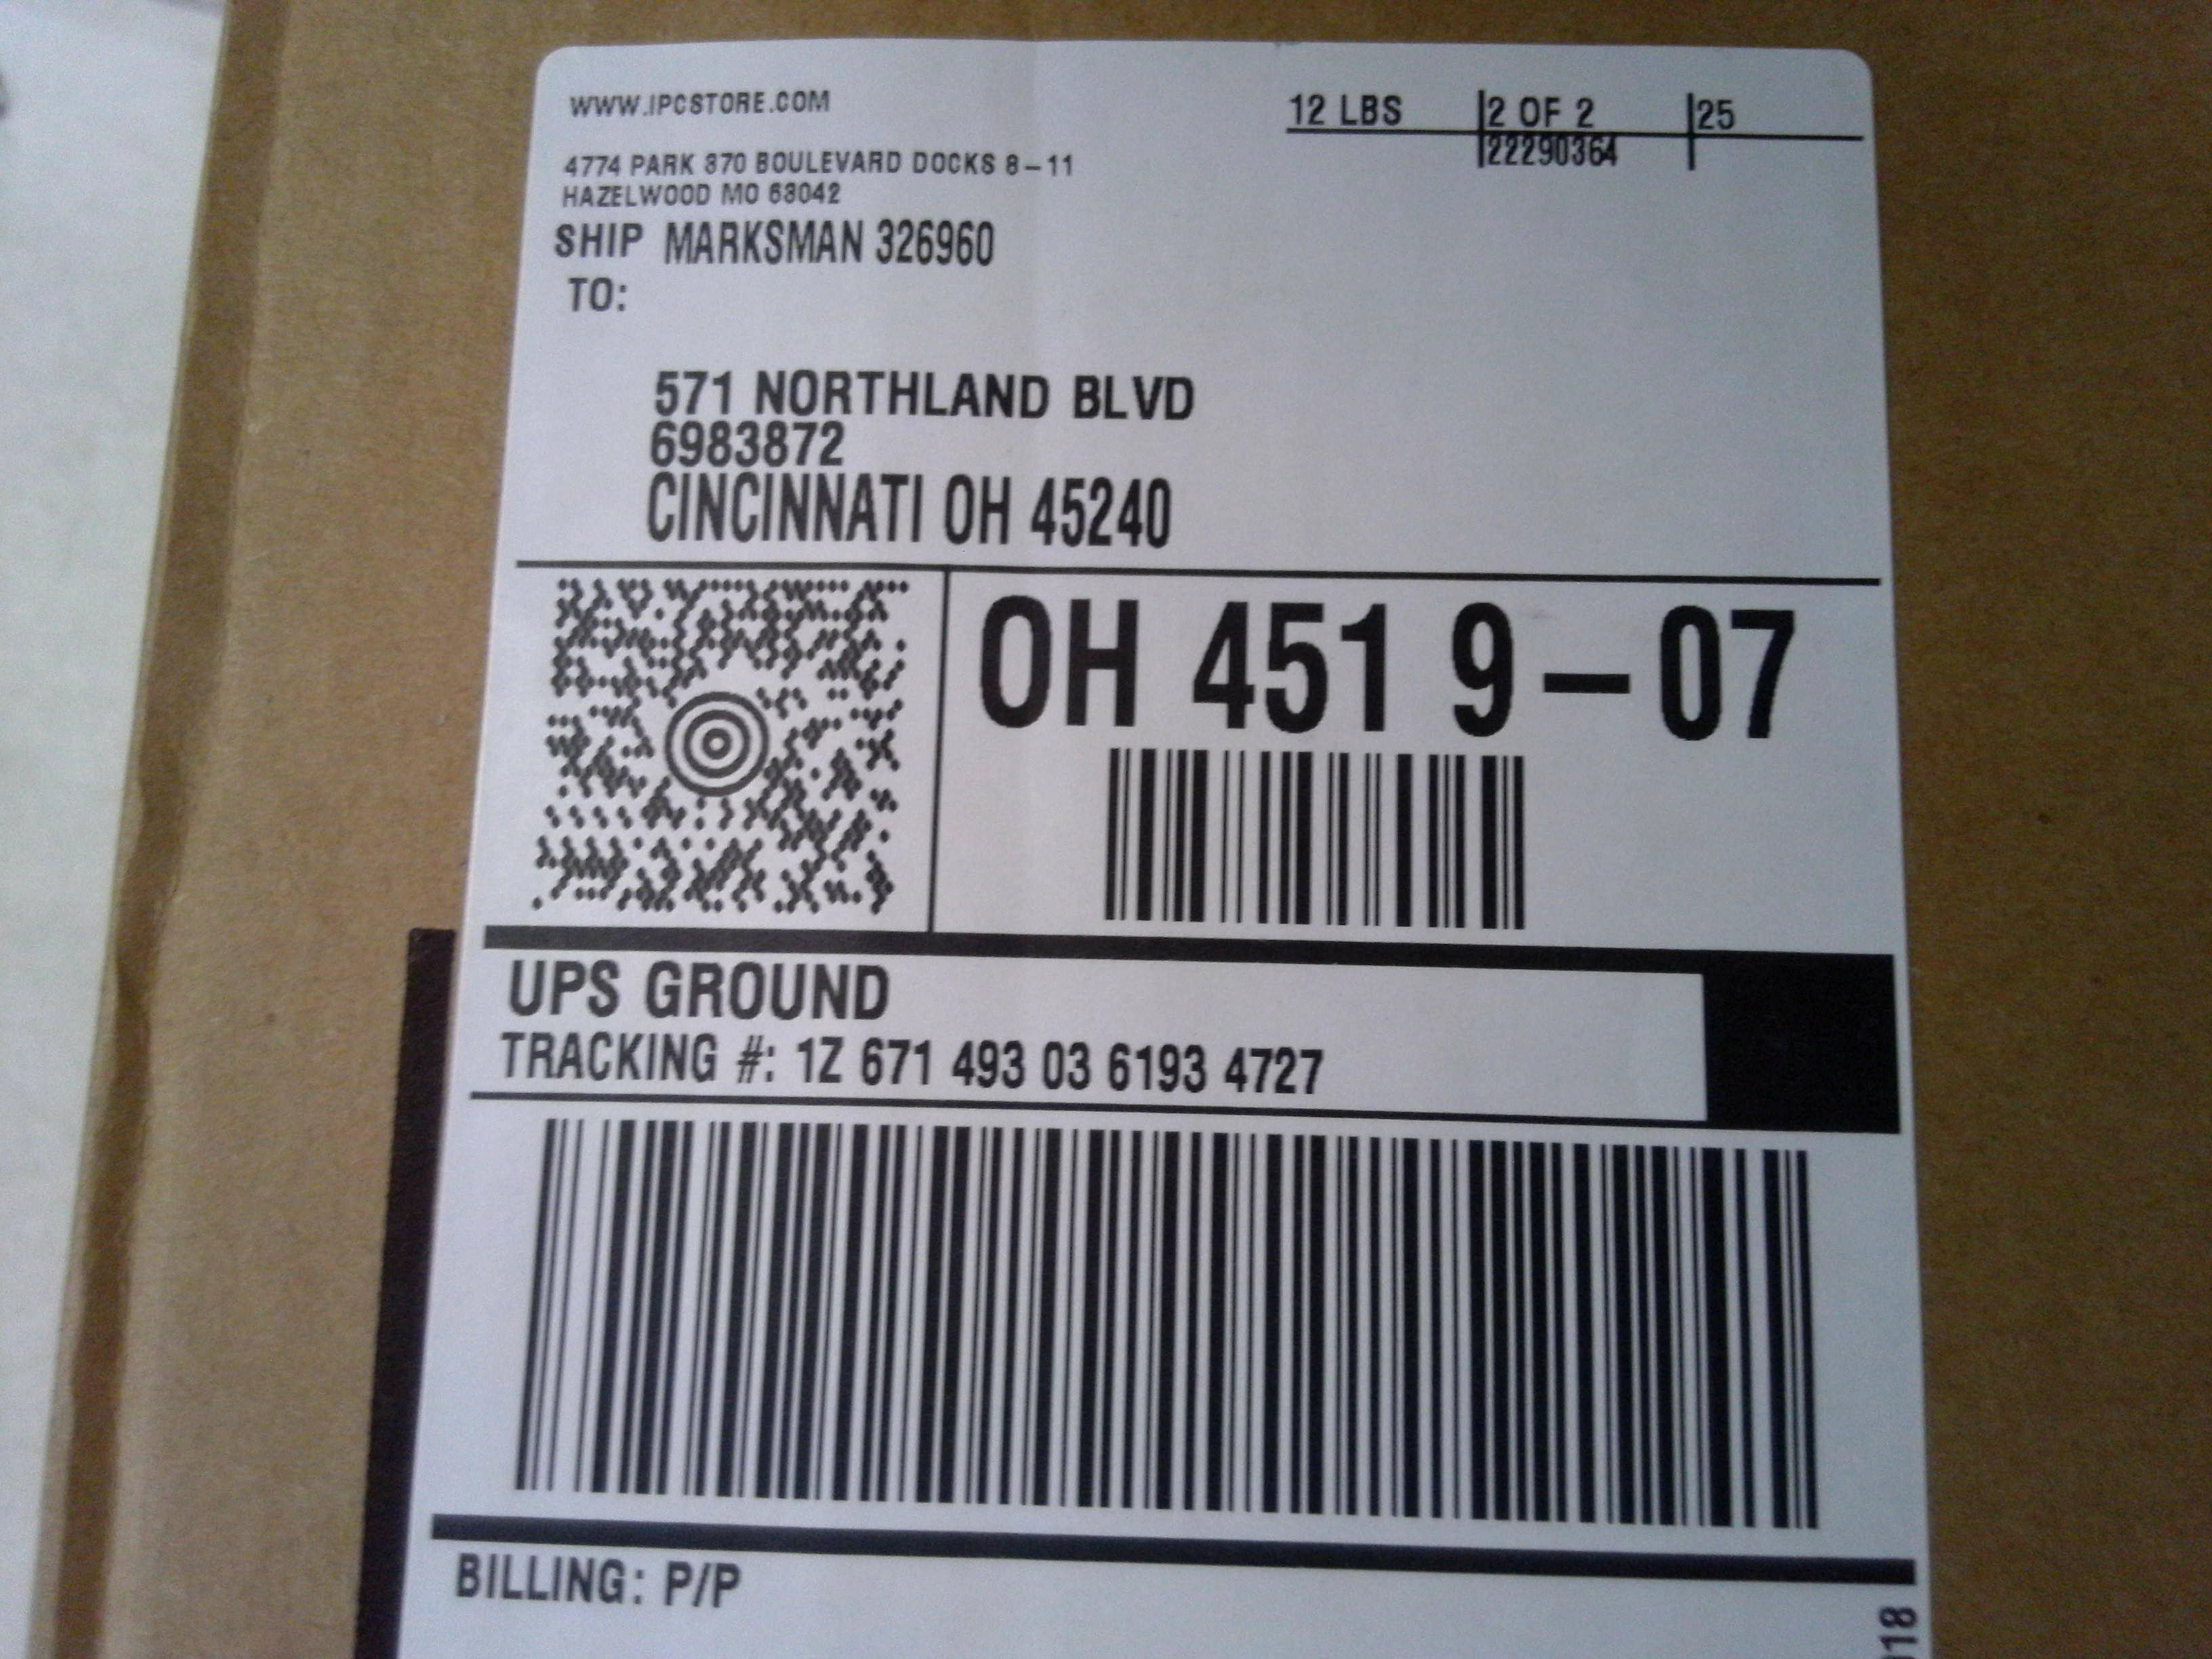 WWW.IPCSTORE.COM
12 LBS 2 OF 2 25
22290364
4774 PARK 370 BOULEVARD DOCKS 8-11
HAZELWOOD MO 63042
SHIP MARKSMAN 326960
TO:
571 NORTHLAND BLVD
6983872
CINCINNATI OH 45240
OH 451 9-07
UPS GROUND
TRACKING #: 1Z 671 493 03 6193 4727
BILLING: P/P